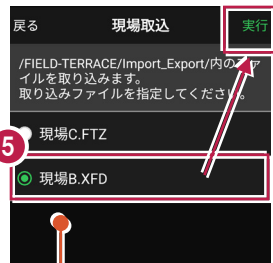 戻る 現場取込 実行
/FIELD-TERRACE/Import_Export/内のファ
イルを取り込みます。
取り込みファイルを指定してください。
5
現場C.FTZ
現場B.XFD